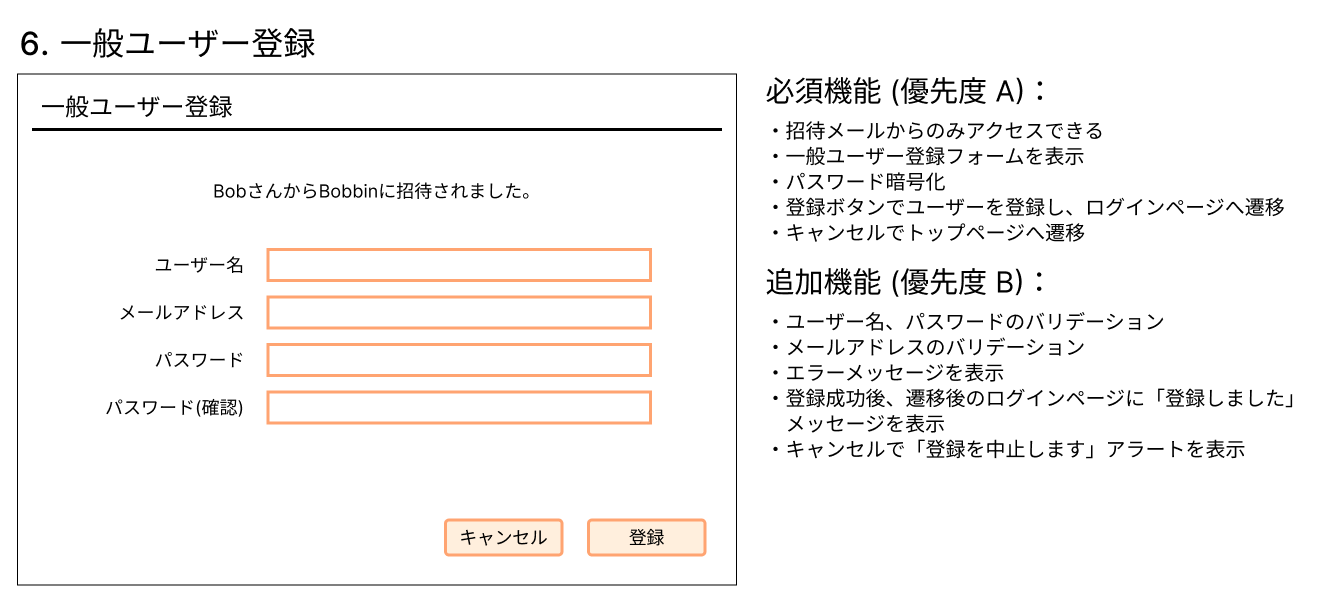 6. 一般ユーザー登録
一般ユーザー登録
BobさんからBobbinに招待されました。
ユーザー名
メールアドレス
パスワード
パスワード(確認)
キャンセル
登録
必須機能 (優先度 A)：
・招待メールからのみアクセスできる
・一般ユーザー登録フォームを表示
・パスワード暗号化
・登録ボタンでユーザーを登録し、ログインページへ遷移
・キャンセルでトップページへ遷移
追加機能 (優先度 B)：
・ユーザー名、パスワードのバリデーション
・メールアドレスのバリデーション
・エラーメッセージを表示
・登録成功後、遷移後のログインページに「登録しました」
メッセージを表示
・キャンセルで「登録を中止します」アラートを表示